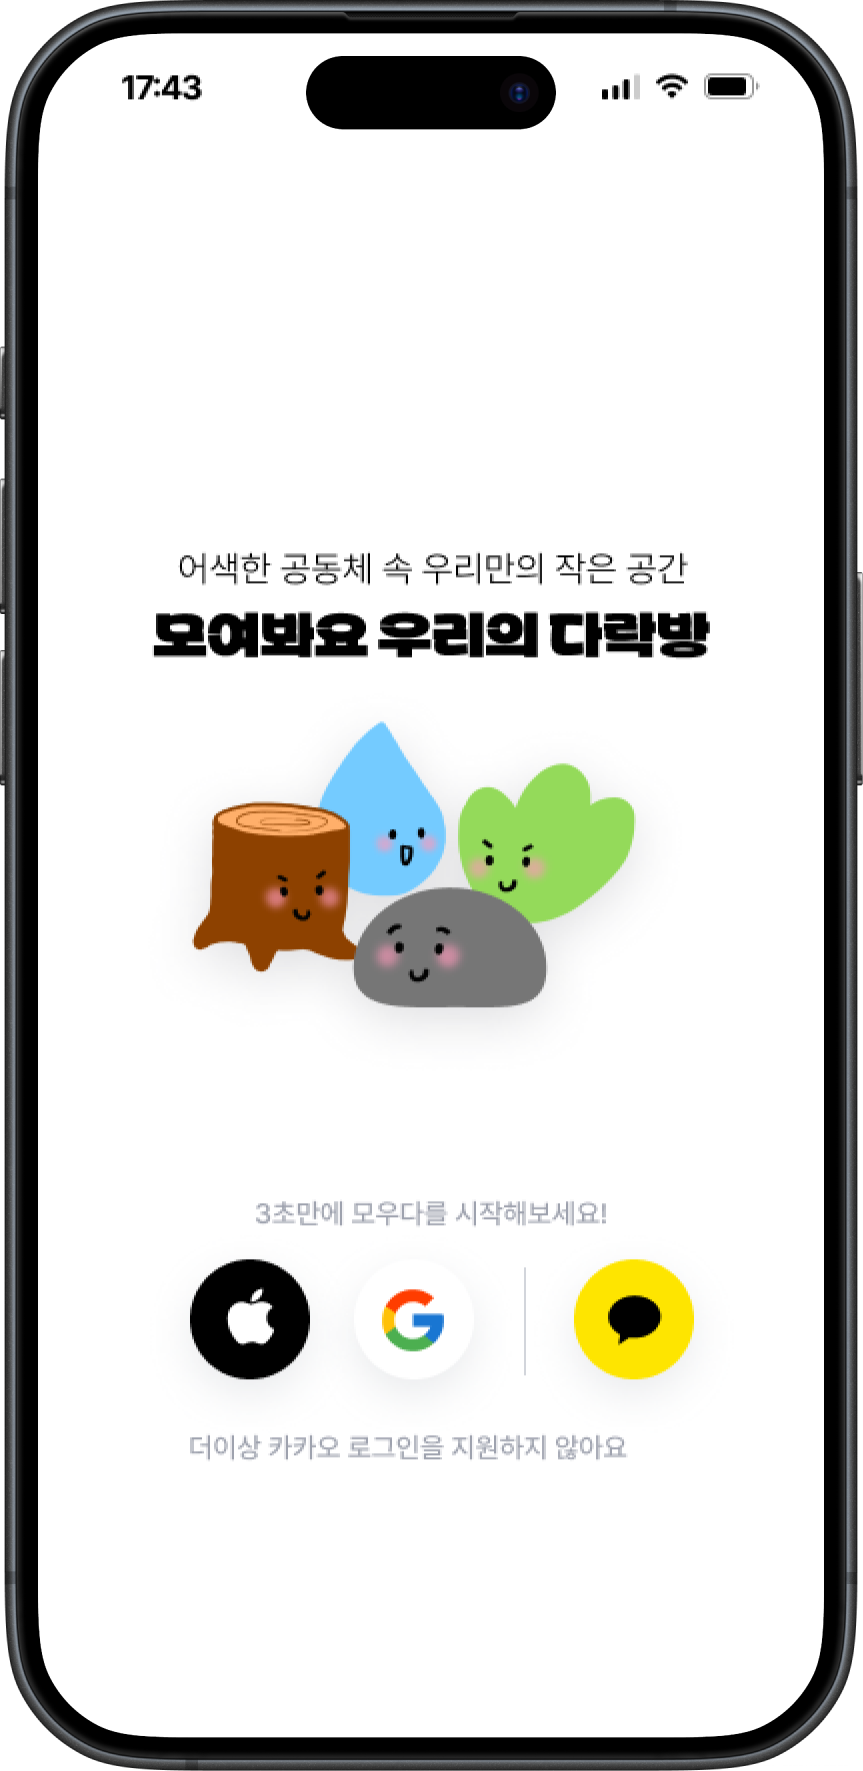 17:43
어색한 공동체 속 우리만의 작은 공간
모여봐요 우리의 다락방
3초만에 모우다를 시작해보세요!
더이상 카카오 로그인을 지원하지 않아요